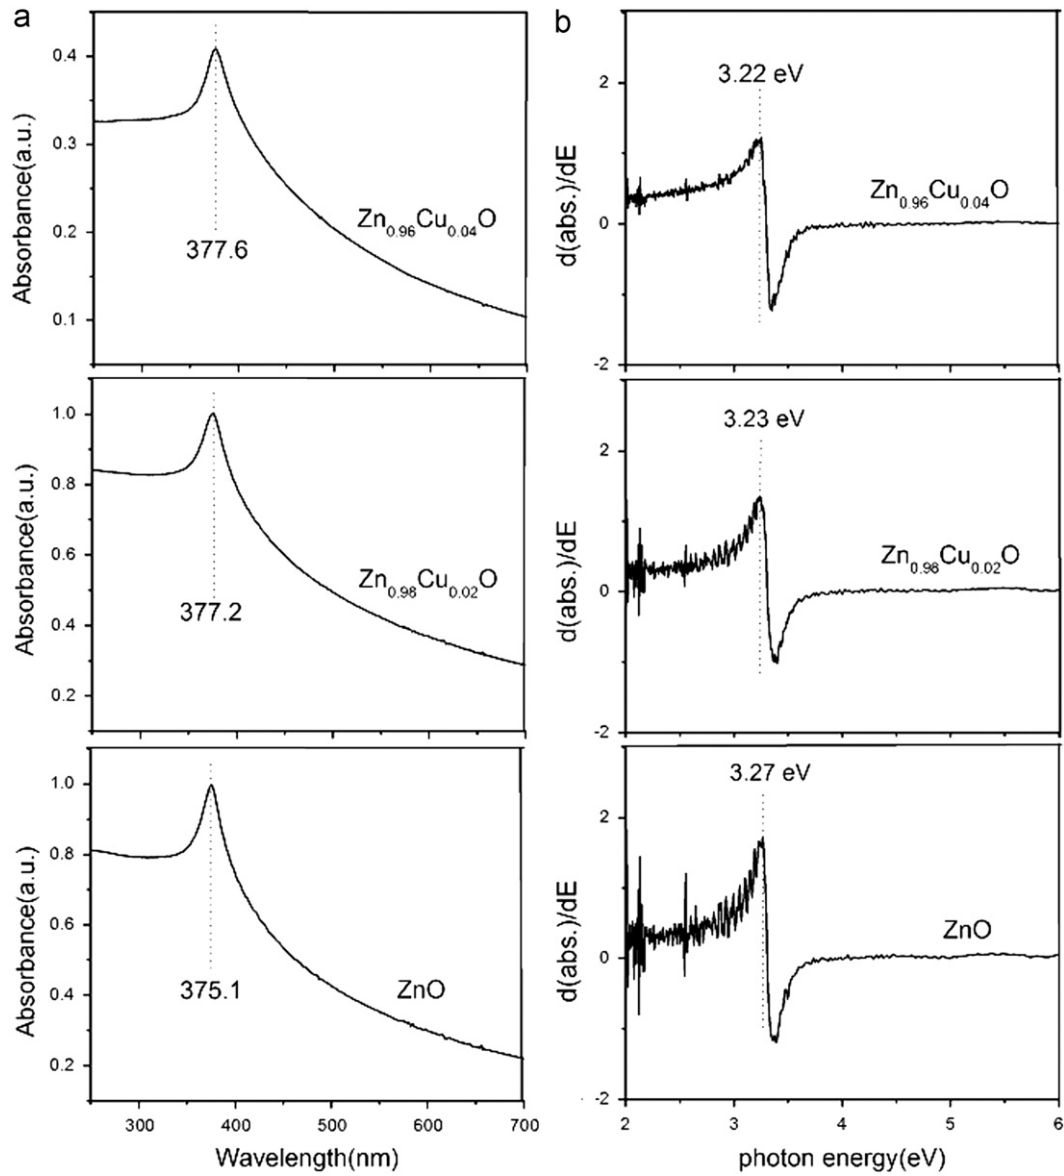 a
0.4
0.3
0.2
0.1
Absorbance(a.u.)
377.6
Zn0.96Cu0.04O
1.0
0.8
0.6
0.4
0.2
Absorbance(a.u.)
377.2
Zn0.98Cu0.02O
1.0
0.8
0.6
0.4
0.2
Absorbance(a.u.)
375.1
ZnO
300 400 500 600 700
Wavelength(nm)
b
2
0
-2
d(abs.)/dE
3.22 eV
Zn0.96Cu0.04O
2
0
-2
d(abs.)/dE
3.23 eV
Zn0.98Cu0.02O
2
0
-2
d(abs.)/dE
3.27 eV
ZnO
2 3 4 5 6
photon energy(eV)